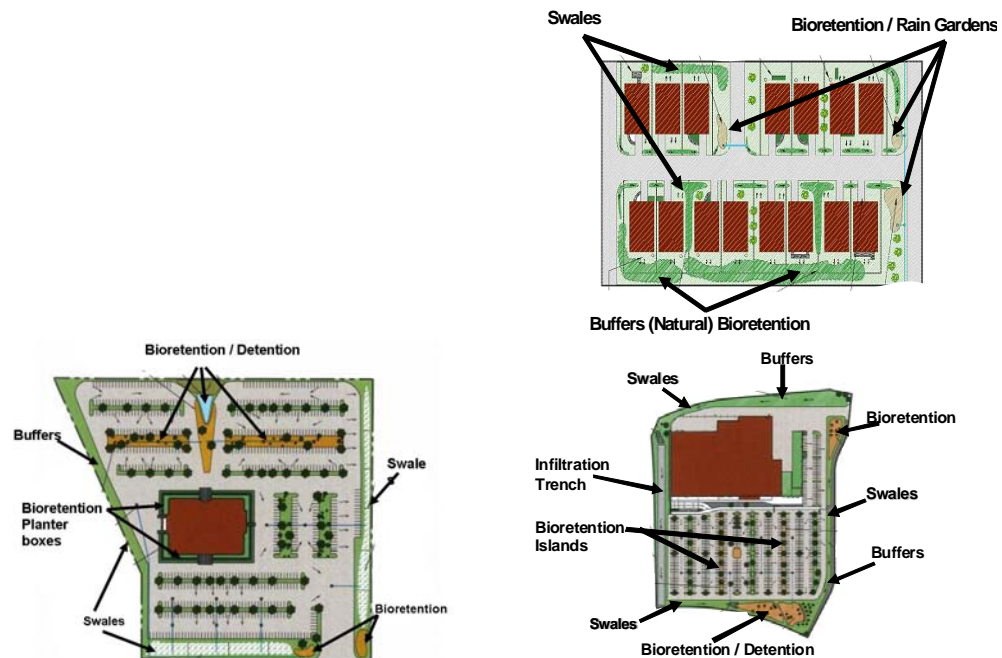 Swales
Bioretention / Rain Gardens
Buffers (Natural) Bioretention
Bioretention / Detention
Buffers
Swale
Bioretention
Planter
boxes
Swales
Bioretention
Buffers
Swales
Bioretention
Infiltration
Trench
Swales
Bioretention
Islands
Buffers
Swales
Bioretention / Detention